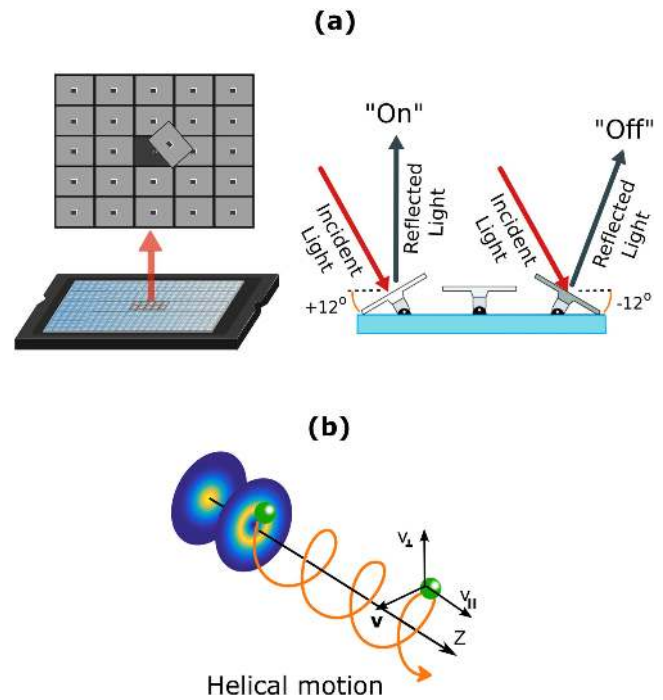 (a)
"On"
"Off"
Incident
Light
Reflected
Light
Incident
Light
Reflected
Light
+12°
-12°
(b)
V⊥
V||
v
Z
Helical motion